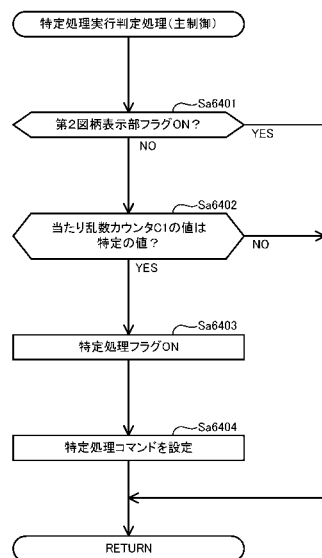 特定処理実行判定処理(主制御)
Sa6401
第2図柄表示部フラグON?
YES
NO
Sa6402
当たり乱数カウンタC1の値は
特定の値?
NO
YES
Sa6403
特定処理フラグON
Sa6404
特定処理コマンドを設定
RETURN